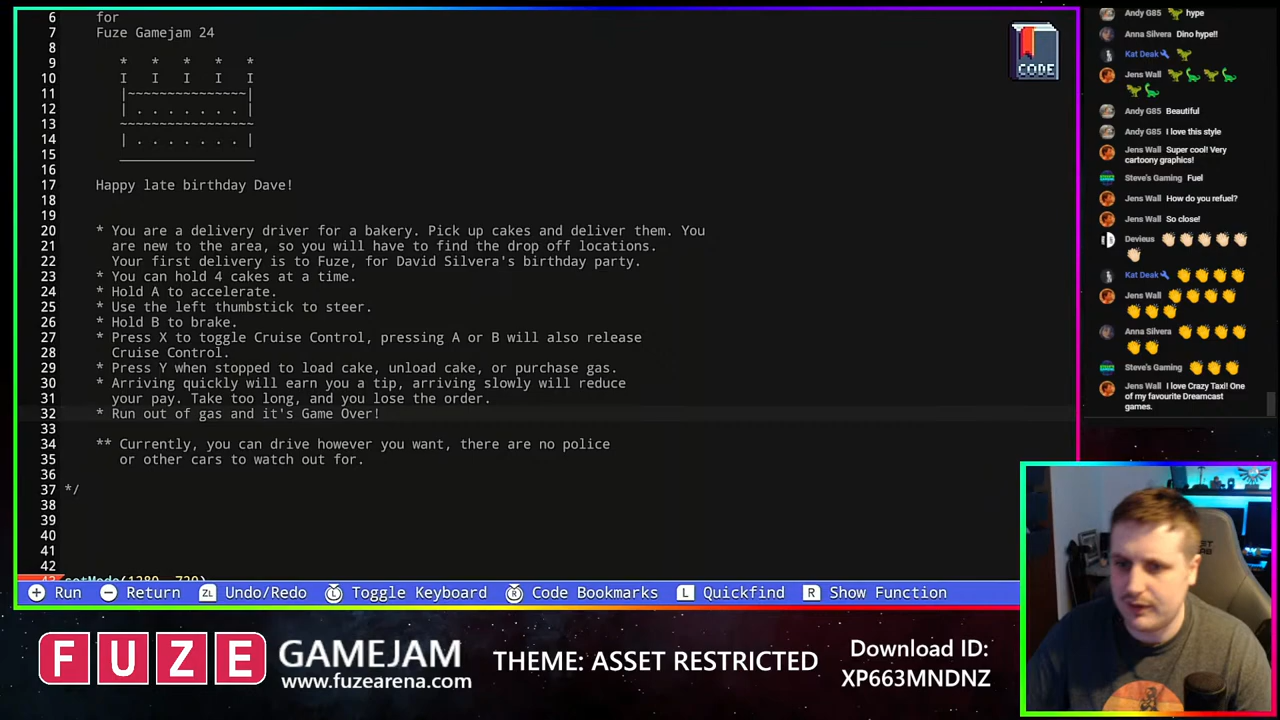 6 for
7 Fuze Gamejam 24
8
9 * * * * *
10 I I I I I
11 |~~~~~~~~~~~~~~~|
12 | . . . . . . . |
13 ~~~~~~~~~~~~~~~~~
14 | . . . . . . . |
15 _________________
16
17 Happy late birthday Dave!
18
19
20 * You are a delivery driver for a bakery. Pick up cakes and deliver them. You
21 are new to the area, so you will have to find the drop off locations.
22 Your first delivery is to Fuze, for David Silvera's birthday party.
23 * You can hold 4 cakes at a time.
24 * Hold A to accelerate.
25 * Use the left thumbstick to steer.
26 * Hold B to brake.
27 * Press X to toggle Cruise Control, pressing A or B will also release
28 Cruise Control.
29 * Press Y when stopped to load cake, unload cake, or purchase gas.
30 * Arriving quickly will earn you a tip, arriving slowly will reduce
31 your pay. Take too long, and you lose the order.
32 * Run out of gas and it's Game Over!
33
34 ** Currently, you can drive however you want, there are no police
35 or other cars to watch out for.
36
37 */
38
39
40
41
42
43 setMode(1280, 720)
CODE
+ Run - Return ZL Undo/Redo L Toggle Keyboard R Code Bookmarks L Quickfind R Show Function
Andy G85 🦖 hype
Anna Silvera Dino hype!!
Kat Deak 🦖
Jens Wall 🦖🦕🦖🦕
🦖🦕
Andy G85 Beautiful
Andy G85 I love this style
Jens Wall Super cool! Very
cartoony graphics!
Steve's Gaming Fuel
Jens Wall How do you refuel?
Jens Wall So close!
Devieus 👏🏻👏🏻👏🏻👏🏻👏🏻
👏🏻
Kat Deak 👏👏👏👏
Jens Wall 👏👏👏👏
👏👏👏
Anna Silvera 👏👏👏
👏👏
Steve's Gaming 👏👏👏
Jens Wall I love Crazy Taxi! One
of my favourite Dreamcast
games.
FUZE GAMEJAM
www.fuzearena.com
THEME: ASSET RESTRICTED
Download ID:
XP663MNDNZ